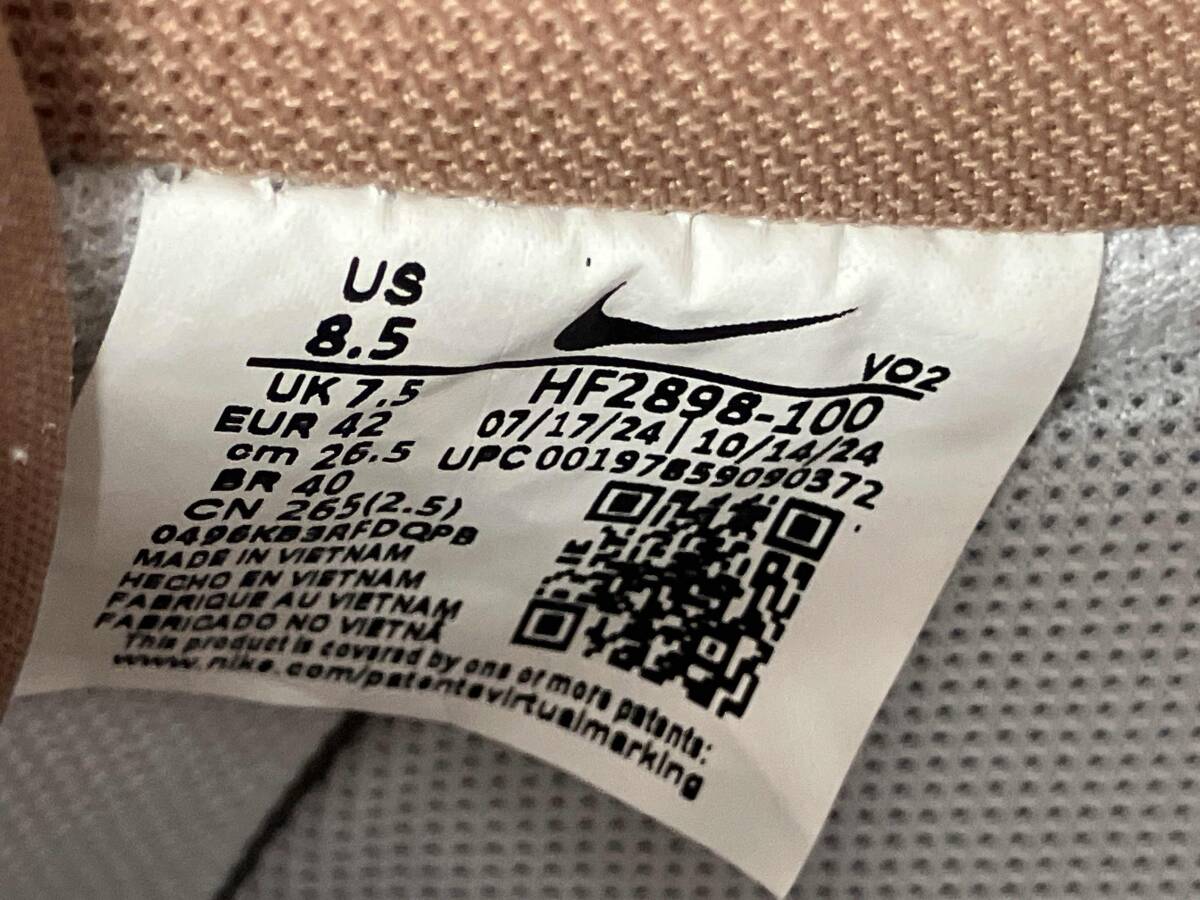 US
8.5
UK 7.5
EUR 42
cm 26.5
BR 40
CN 265(2.5)
0496KB3RFDQPB
MADE IN VIETNAM
HECHO EN VIETNAM
FABRIQUE AU VIETNAM
FABRICADO NO VIETNÃ
This product is covered by one or more patents:
www.nike.com/patentsvirtualmarking
VO2
HF2898-100
07/17/24 | 10/14/24
UPC 00197859090372